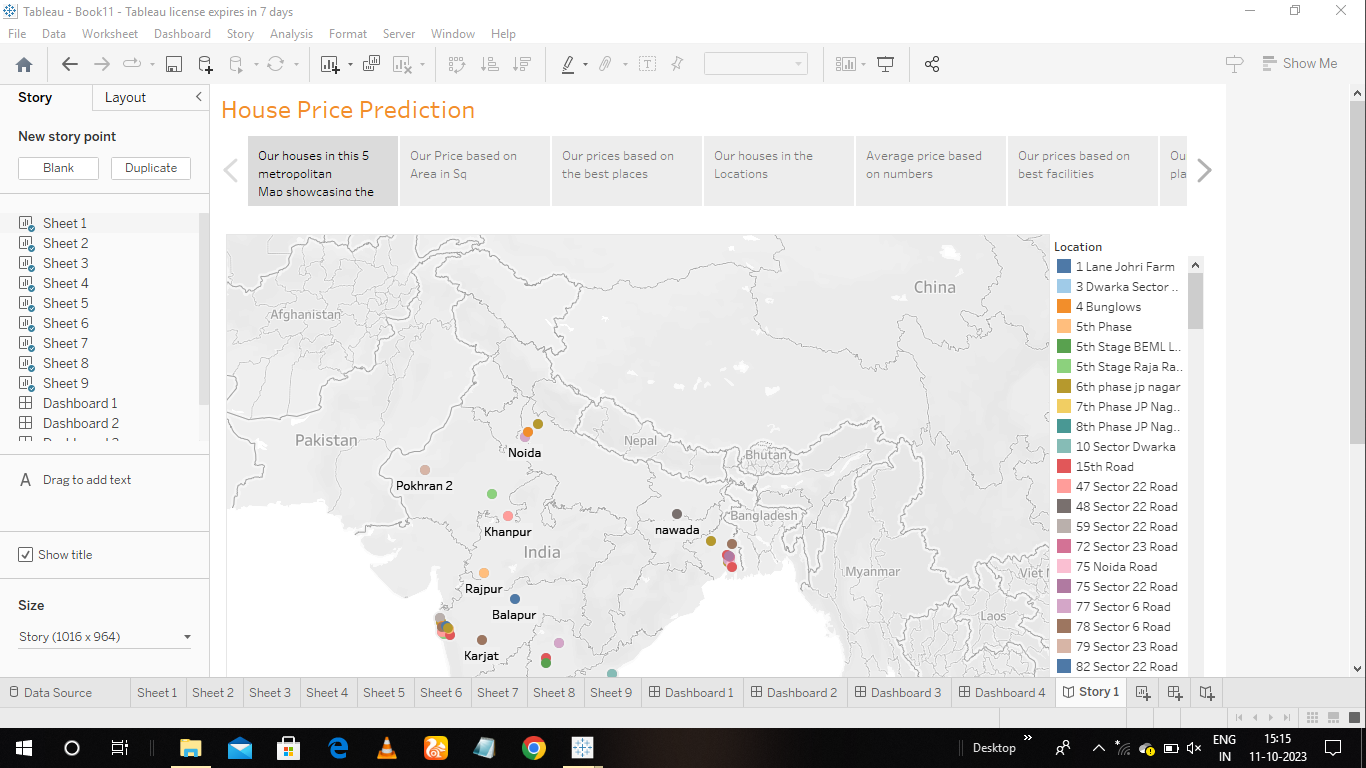 Tableau - Book11 - Tableau license expires in 7 days
File Data Worksheet Dashboard Story Analysis Format Server Window Help
Show Me
Story Layout
New story point
Blank Duplicate
Sheet 1
Sheet 2
Sheet 3
Sheet 4
Sheet 5
Sheet 6
Sheet 7
Sheet 8
Sheet 9
Dashboard 1
Dashboard 2
A Drag to add text
Show title
Size
Story (1016 x 964)
House Price Prediction
Our houses in this 5
metropolitan
Map showcasing the
Our Price based on
Area in Sq
Our prices based on
the best places
Our houses in the
Locations
Average price based
on numbers
Our prices based on
best facilities
Ou
pla
China
Afghanistan
Pakistan
Nepal
Noida
Bhutan
Pokhran 2
Khanpur
nawada
Bangladesh
India
Myanmar
Viet
Rajpur
Balapur
Laos
Karjat
Location
1 Lane Johri Farm
3 Dwarka Sector ..
4 Bunglows
5th Phase
5th Stage BEML L..
5th Stage Raja Ra..
6th phase jp nagar
7th Phase JP Nag..
8th Phase JP Nag..
10 Sector Dwarka
15th Road
47 Sector 22 Road
48 Sector 22 Road
59 Sector 22 Road
72 Sector 23 Road
75 Noida Road
75 Sector 22 Road
77 Sector 6 Road
78 Sector 6 Road
79 Sector 23 Road
82 Sector 22 Road
Data Source Sheet 1 Sheet 2 Sheet 3 Sheet 4 Sheet 5 Sheet 6 Sheet 7 Sheet 8 Sheet 9 Dashboard 1 Dashboard 2 Dashboard 3 Dashboard 4 Story 1
Desktop
ENG
IN
15:15
11-10-2023